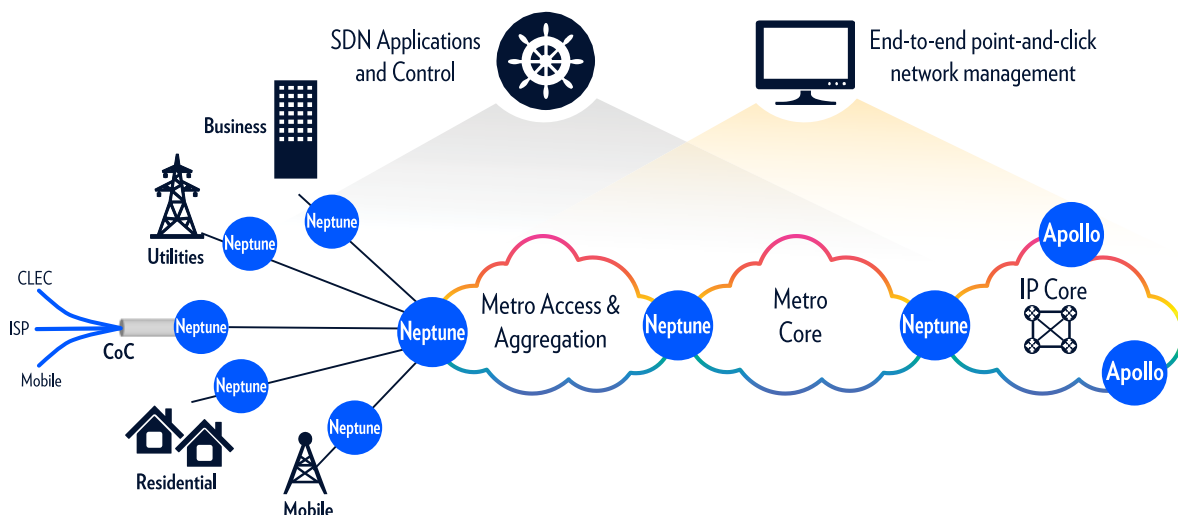 SDN Applications
and Control
End-to-end point-and-click
network management
Business
Neptune
Utilities
Neptune
CLEC
ISP
Mobile
CoC
Neptune
Residential
Neptune
Mobile
Neptune
Neptune
Metro Access &
Aggregation
Neptune
Metro
Core
Neptune
IP Core
Apollo
Apollo